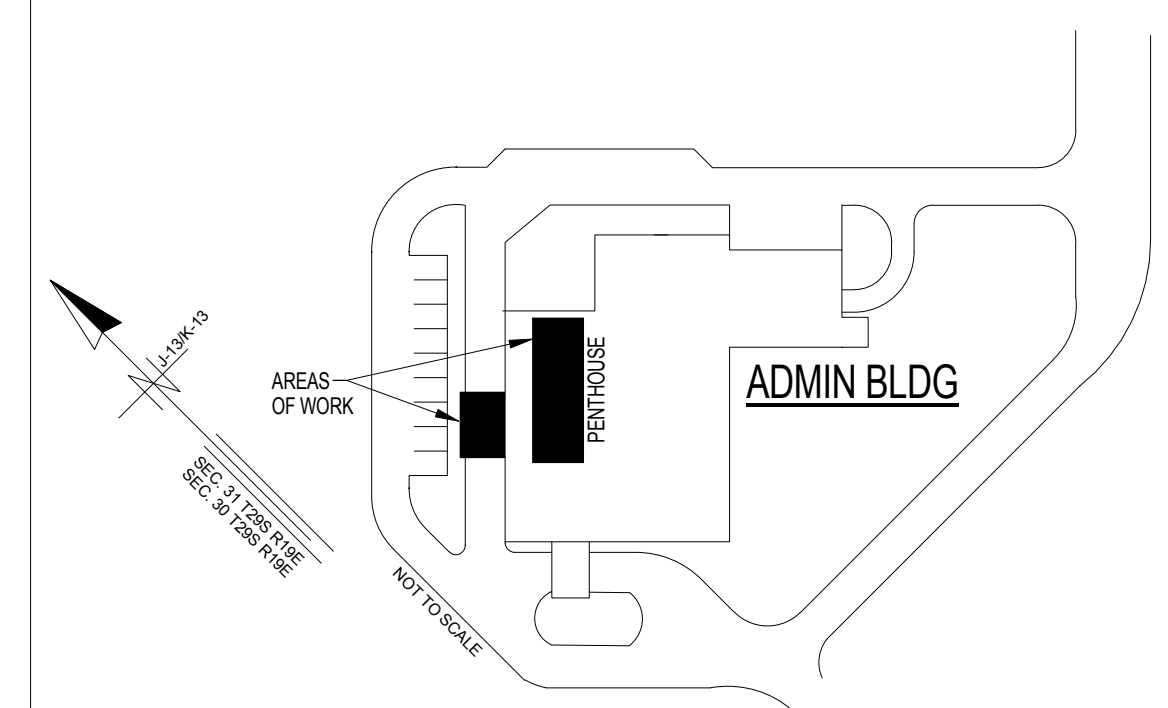 J-13/K-13
AREAS
OF WORK
PENTHOUSE
ADMIN BLDG
SEC. 31 T29S R19E
SEC. 30 T29S R19E
NOT TO SCALE